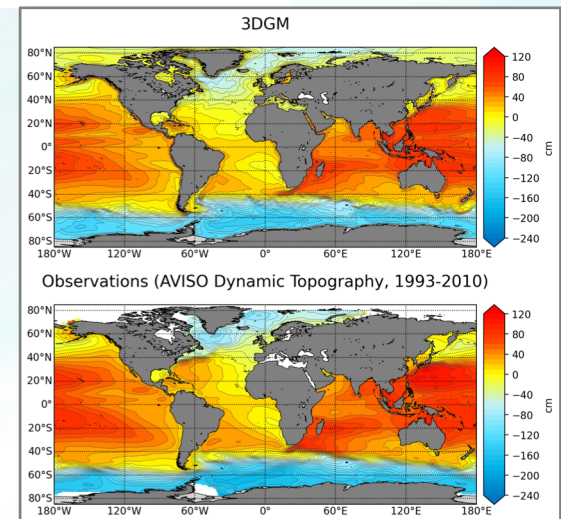 3DGM
80°N
60°N
40°N
20°N
0°
20°S
40°S
60°S
80°S
180°W 120°W 60°W 0° 60°E 120°E 180°E
120
80
40
0
−40
−80
−120
−160
−200
−240
cm
Observations (AVISO Dynamic Topography, 1993-2010)
80°N
60°N
40°N
20°N
0°
20°S
40°S
60°S
80°S
180°W 120°W 60°W 0° 60°E 120°E 180°E
120
80
40
0
−40
−80
−120
−160
−200
−240
cm